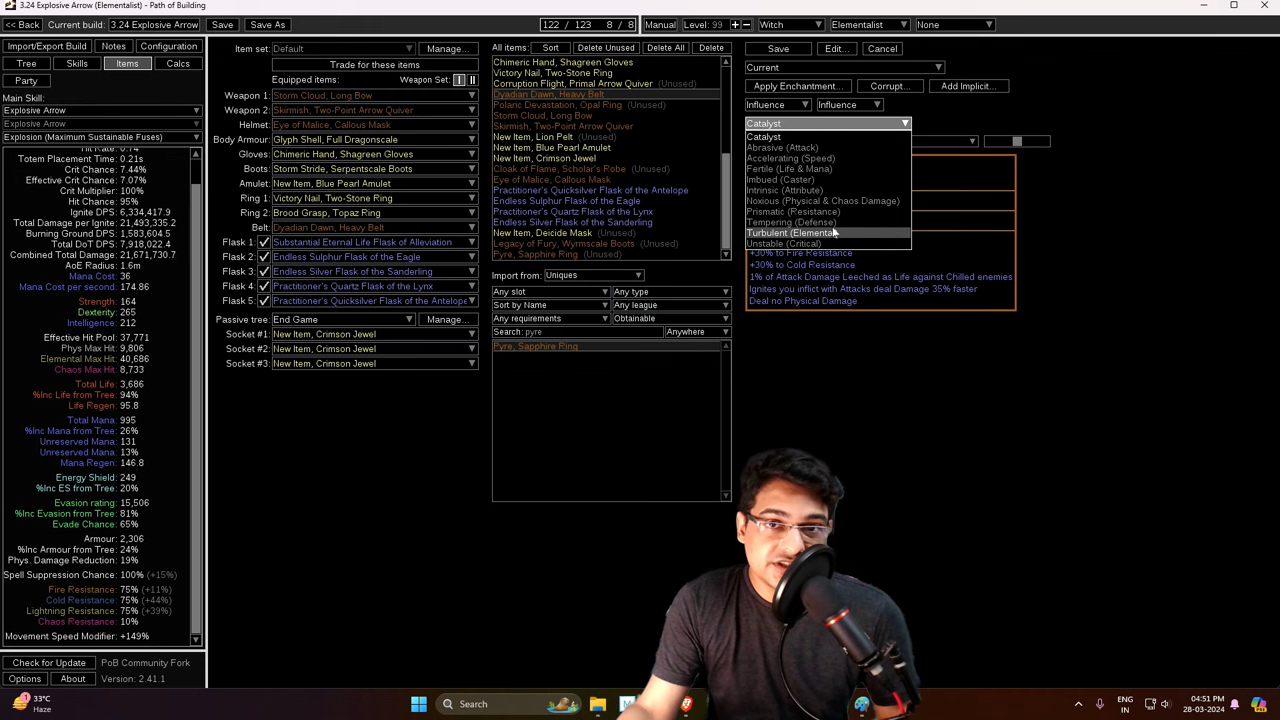 3.24 Explosive Arrow (Elementalist) - Path of Building
<< Back Current build: 3.24 Explosive Arrow Save Save As 122 / 123 8 / 8 Manual Level: 99 + - Witch Elementalist None
Import/Export Build Notes Configuration
Tree Skills Items Calcs
Party
Main Skill:
Explosive Arrow
Explosive Arrow
Explosion (Maximum Sustainable Fuses)
Hit Rate: 0.74
Totem Placement Time: 0.21s
Crit Chance: 7.44%
Effective Crit Chance: 7.07%
Crit Multiplier: 100%
Hit Chance: 95%
Ignite DPS: 6,334,417.9
Total Damage per Ignite: 21,493,335.2
Burning Ground DPS: 1,583,604.5
Total DoT DPS: 7,918,022.4
Combined Total Damage: 21,671,730.7
AoE Radius: 1.6m
Mana Cost: 36
Mana Cost per second: 174.86
Strength: 164
Dexterity: 265
Intelligence: 212
Effective Hit Pool: 37,771
Phys Max Hit: 9,806
Elemental Max Hit: 40,686
Chaos Max Hit: 8,733
Total Life: 3,686
%Inc Life from Tree: 94%
Life Regen: 95.8
Total Mana: 995
%Inc Mana from Tree: 26%
Unreserved Mana: 131
Unreserved Mana: 13%
Mana Regen: 146.8
Energy Shield: 249
%Inc ES from Tree: 20%
Evasion rating: 15,506
%Inc Evasion from Tree: 81%
Evade Chance: 65%
Armour: 2,306
%Inc Armour from Tree: 24%
Phys. Damage Reduction: 19%
Spell Suppression Chance: 100% (+15%)
Fire Resistance: 75% (+11%)
Cold Resistance: 75% (+44%)
Lightning Resistance: 75% (+39%)
Chaos Resistance: 75%
Movement Speed Modifier: +149%
Check for Update PoB Community Fork
Options About Version: 2.41.1
Item set: Default Manage...
Trade for these items
Equipped items: Weapon Set: I II
Weapon 1: Storm Cloud, Long Bow
Weapon 2: Skirmish, Two-Point Arrow Quiver
Helmet: Eye of Malice, Callous Mask
Body Armour: Glyph Shell, Full Dragonscale
Gloves: Chimeric Hand, Shagreen Gloves
Boots: Storm Stride, Serpentscale Boots
Amulet: New Item, Blue Pearl Amulet
Ring 1: Victory Nail, Two-Stone Ring
Ring 2: Brood Grasp, Topaz Ring
Belt: Dyadian Dawn, Heavy Belt
Flask 1: Substantial Eternal Life Flask of Alleviation
Flask 2: Endless Sulphur Flask of the Eagle
Flask 3: Endless Silver Flask of the Sanderling
Flask 4: Practitioner's Quartz Flask of the Lynx
Flask 5: Practitioner's Quicksilver Flask of the Antelope
Passive tree: End Game Manage...
Socket #1: New Item, Crimson Jewel
Socket #2: New Item, Crimson Jewel
Socket #3: New Item, Crimson Jewel
All items: Sort Delete Unused Delete All Delete
Chimeric Hand, Shagreen Gloves
Victory Nail, Two-Stone Ring
Corruption Flight, Primal Arrow Quiver (Unused)
Dyadian Dawn, Heavy Belt
Polaric Devastation, Opal Ring (Unused)
Storm Cloud, Long Bow
Skirmish, Two-Point Arrow Quiver
New Item, Lion Pelt (Unused)
New Item, Blue Pearl Amulet
New Item, Crimson Jewel
Cloak of Flame, Scholar's Robe (Unused)
Eye of Malice, Callous Mask
Practitioner's Quicksilver Flask of the Antelope
Endless Sulphur Flask of the Eagle
Practitioner's Quartz Flask of the Lynx
Endless Silver Flask of the Sanderling
New Item, Deicide Mask (Unused)
Legacy of Fury, Wyrmscale Boots (Unused)
Pyre, Sapphire Ring (Unused)
Import from: Uniques
Any slot Any type
Sort by Name Any league
Any requirements Obtainable
Search: pyre Anywhere
Pyre, Sapphire Ring
Save Edit... Cancel
Current
Apply Enchantment... Corrupt... Add Implicit...
Influence Influence
Catalyst
Catalyst
Abrasive (Attack)
Accelerating (Speed)
Fertile (Life & Mana)
Imbued (Caster)
Intrinsic (Attribute)
Noxious (Physical & Chaos Damage)
Prismatic (Resistance)
Tempering (Defense)
Turbulent (Elemental
Unstable (Critical)
+30% to Fire Resistance
+30% to Cold Resistance
1% of Attack Damage Leeched as Life against Chilled enemies
Ignites you inflict with Attacks deal Damage 35% faster
Deal no Physical Damage
33°C
Haze
Search
ENG
IN
04:51 PM
28-03-2024